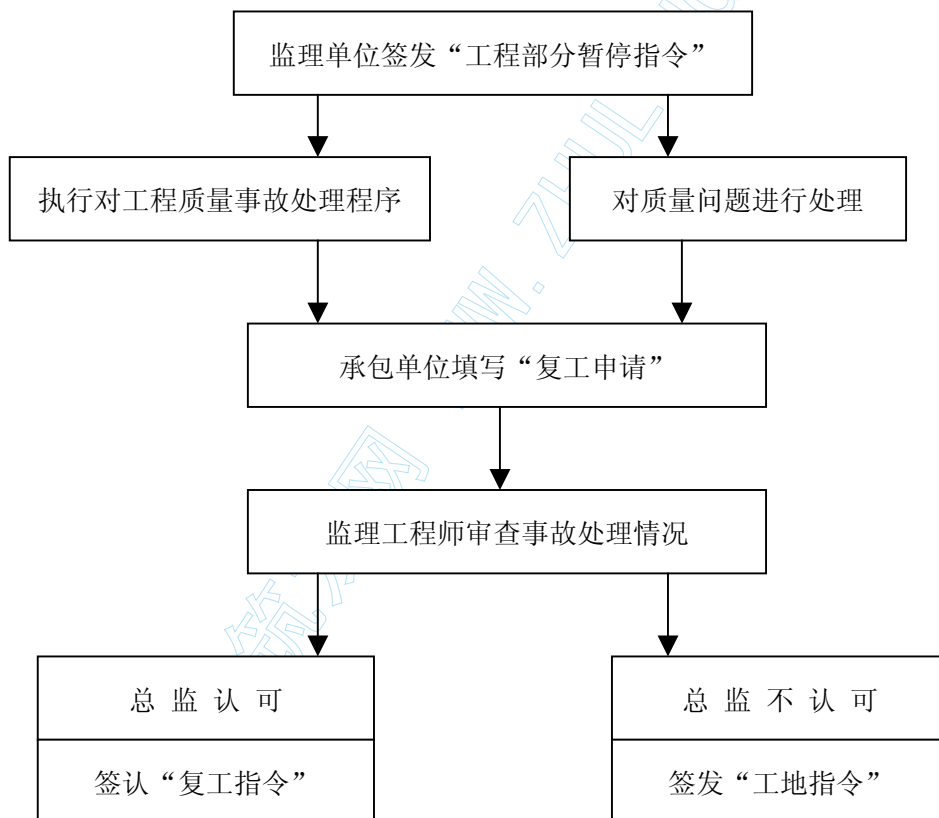 监理单位签发“工程部分暂停指令”
执行对工程质量事故处理程序
对质量问题进行处理
承包单位填写“复工申请”
监理工程师审查事故处理情况
总监认可
总监不认可
签认“复工指令”
签发“工地指令”